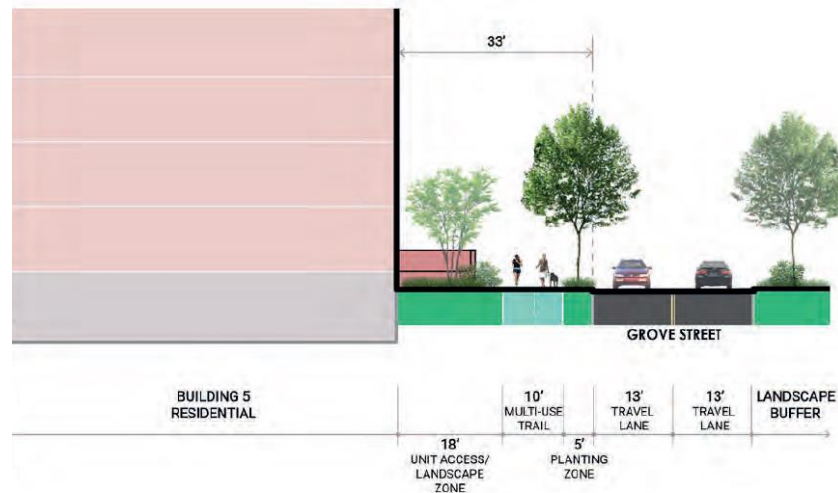 33'
GROVE STREET
BUILDING 5
RESIDENTIAL
18'
UNIT ACCESS/
LANDSCAPE
ZONE
10'
MULTI-USE
TRAIL
5'
PLANTING
ZONE
13'
TRAVEL
LANE
13'
TRAVEL
LANE
LANDSCAPE
BUFFER